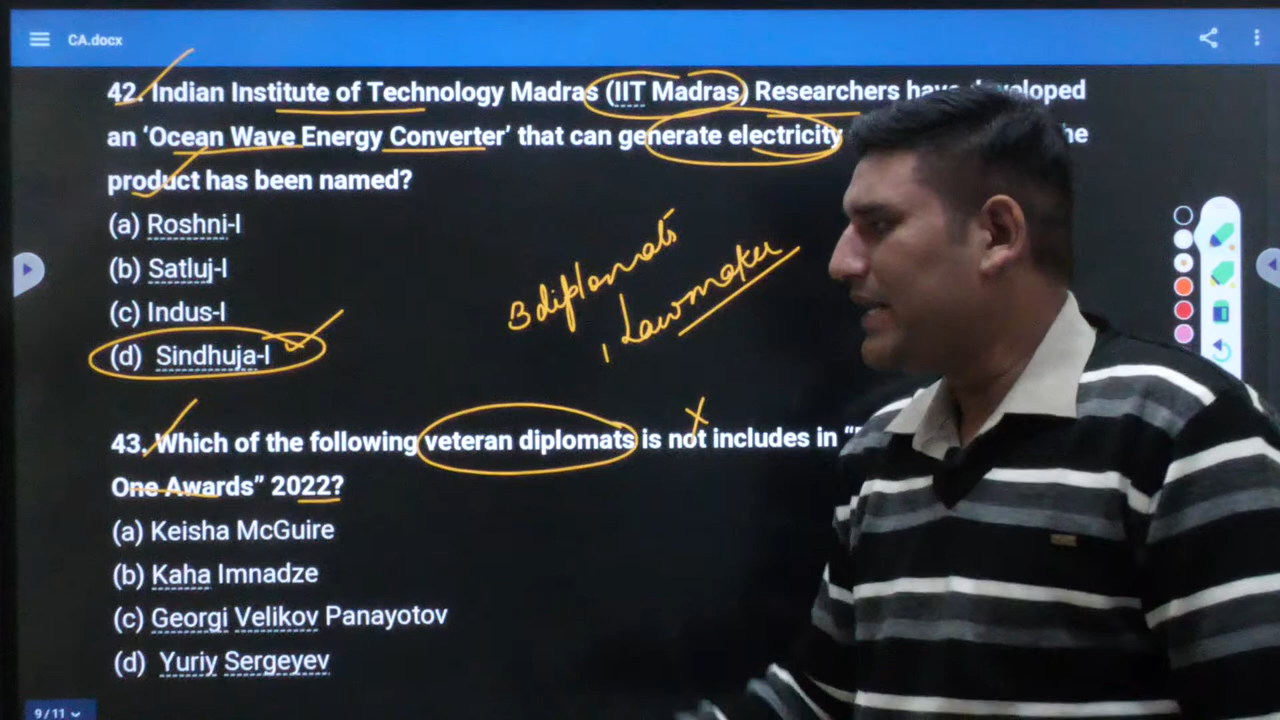 CA.docx
42. Indian Institute of Technology Madras (IIT Madras) Researchers have developed
an ‘Ocean Wave Energy Converter’ that can generate electricity
product has been named?
(a) Roshni-I
(b) Satluj-I
(c) Indus-I
(d) Sindhuja-I
3 diplomats
1 Lawmaker
43. Which of the following veteran diplomats is not includes in “
One Awards” 2022?
(a) Keisha McGuire
(b) Kaha Imnadze
(c) Georgi Velikov Panayotov
(d) Yuriy Sergeyev
9 / 11